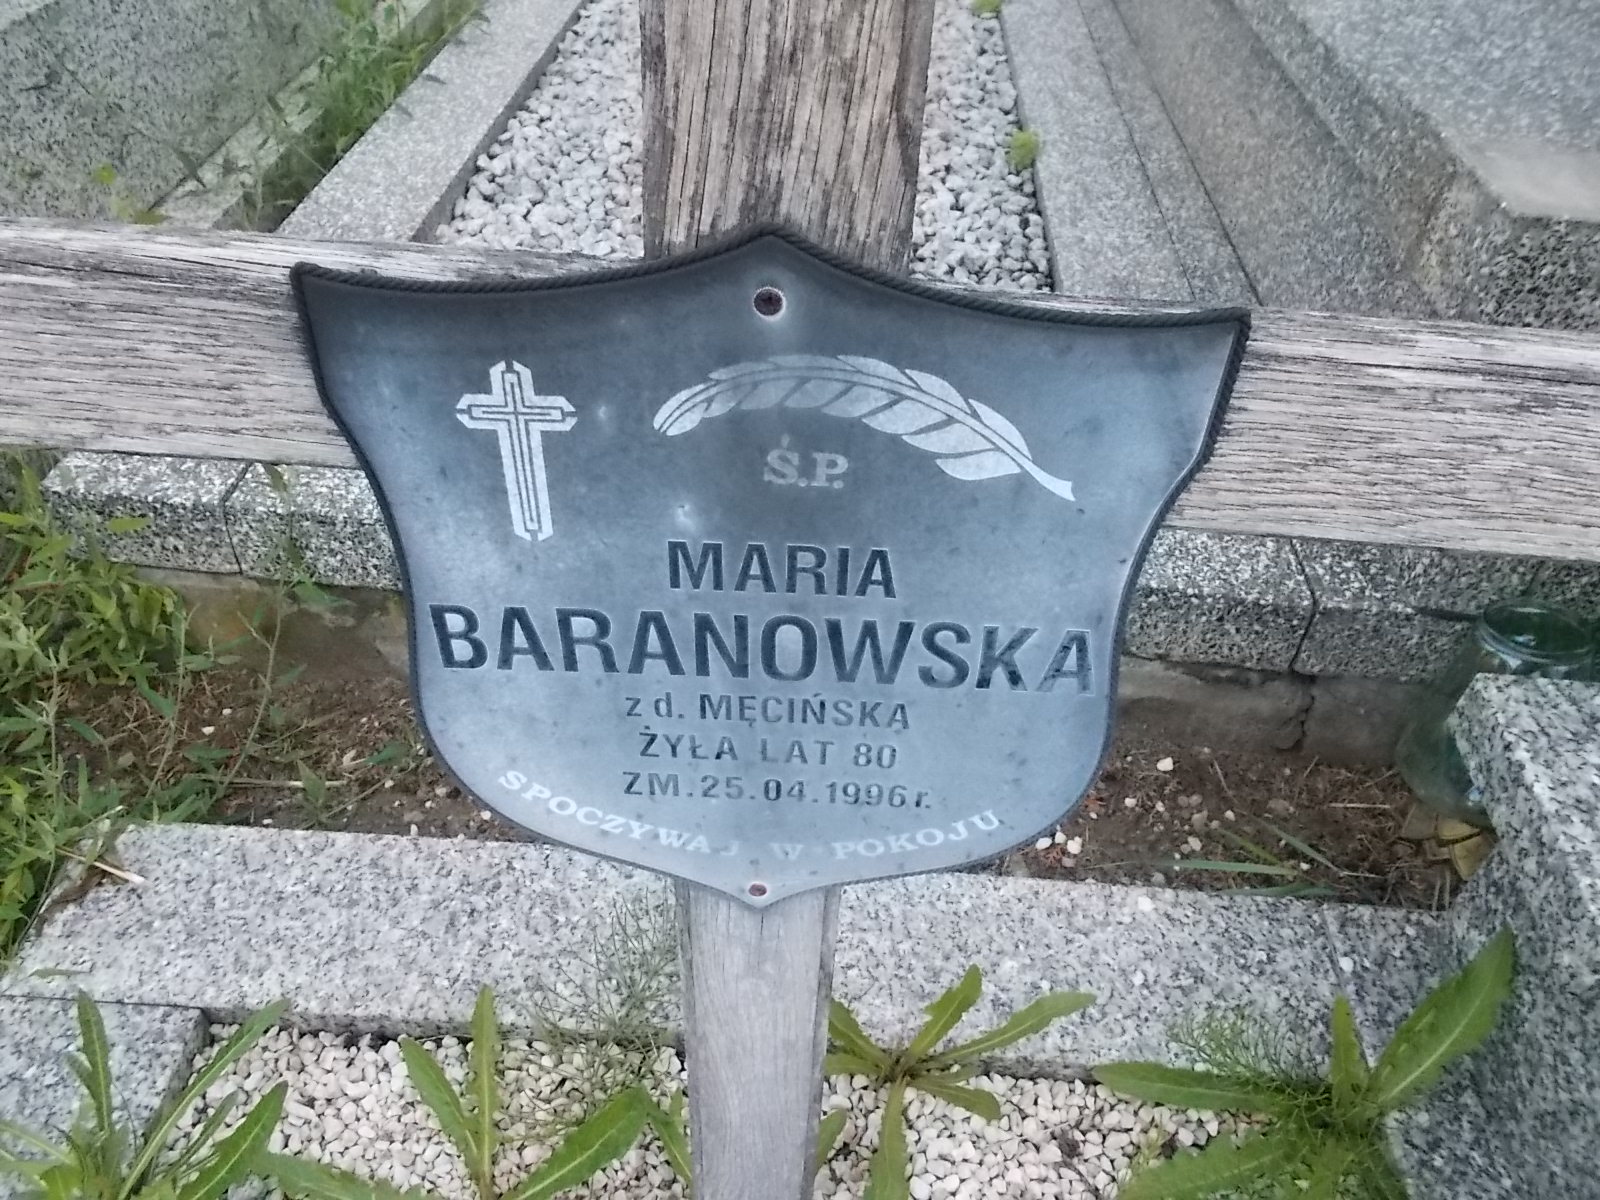 Ś.P.
MARIA
BARANOWSKA
z d. MĘCIŃSKA
ŻYŁA LAT 80
ZM. 25.04.1996 r.
SPOCZYWAJ W POKOJU